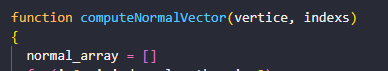 function computeNormalVector(vertice, indexs)
{
normal_array = []